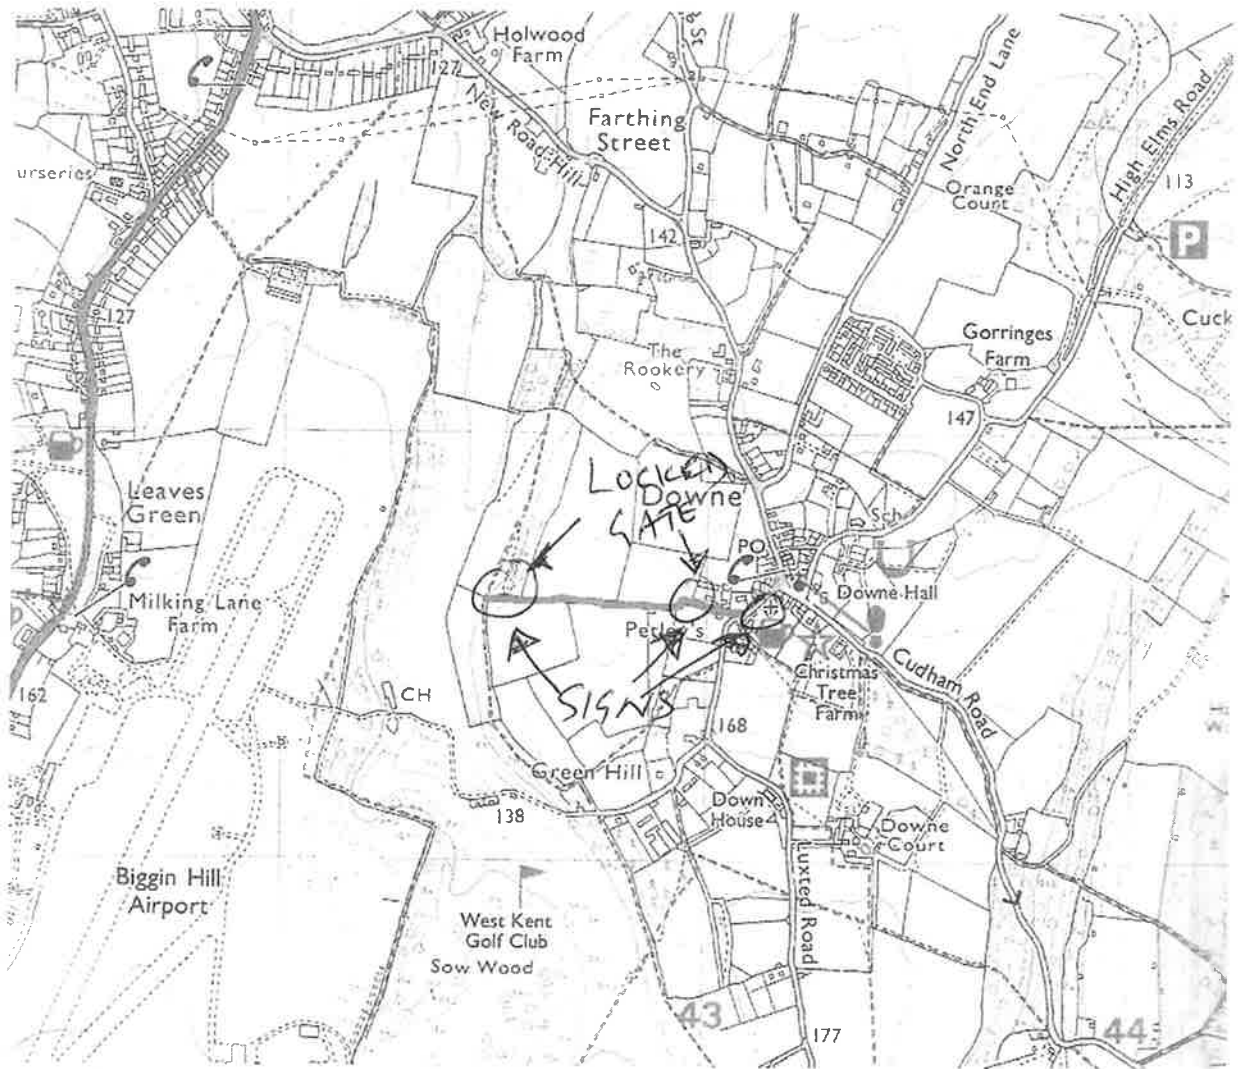 Holwood
Farm
127
New Road Hill
Farthing
Street
St
North End Lane
High Elms Road
113
P
urseries
Orange
Court
142
127
Cuck
Gorringes
Farm
The
Rookery
147
LOCKED
GATE
Downe
Leaves
Green
Sch
PO
Milking Lane
Farm
Downe Hall
Petley's
Cudham Road
Christmas
Tree
Farm
162
CH
SIGNS
168
Green Hill
Down
House
138
Downe
Court
Luxted Road
Biggin Hill
Airport
West Kent
Golf Club
Sow Wood
43
44
177